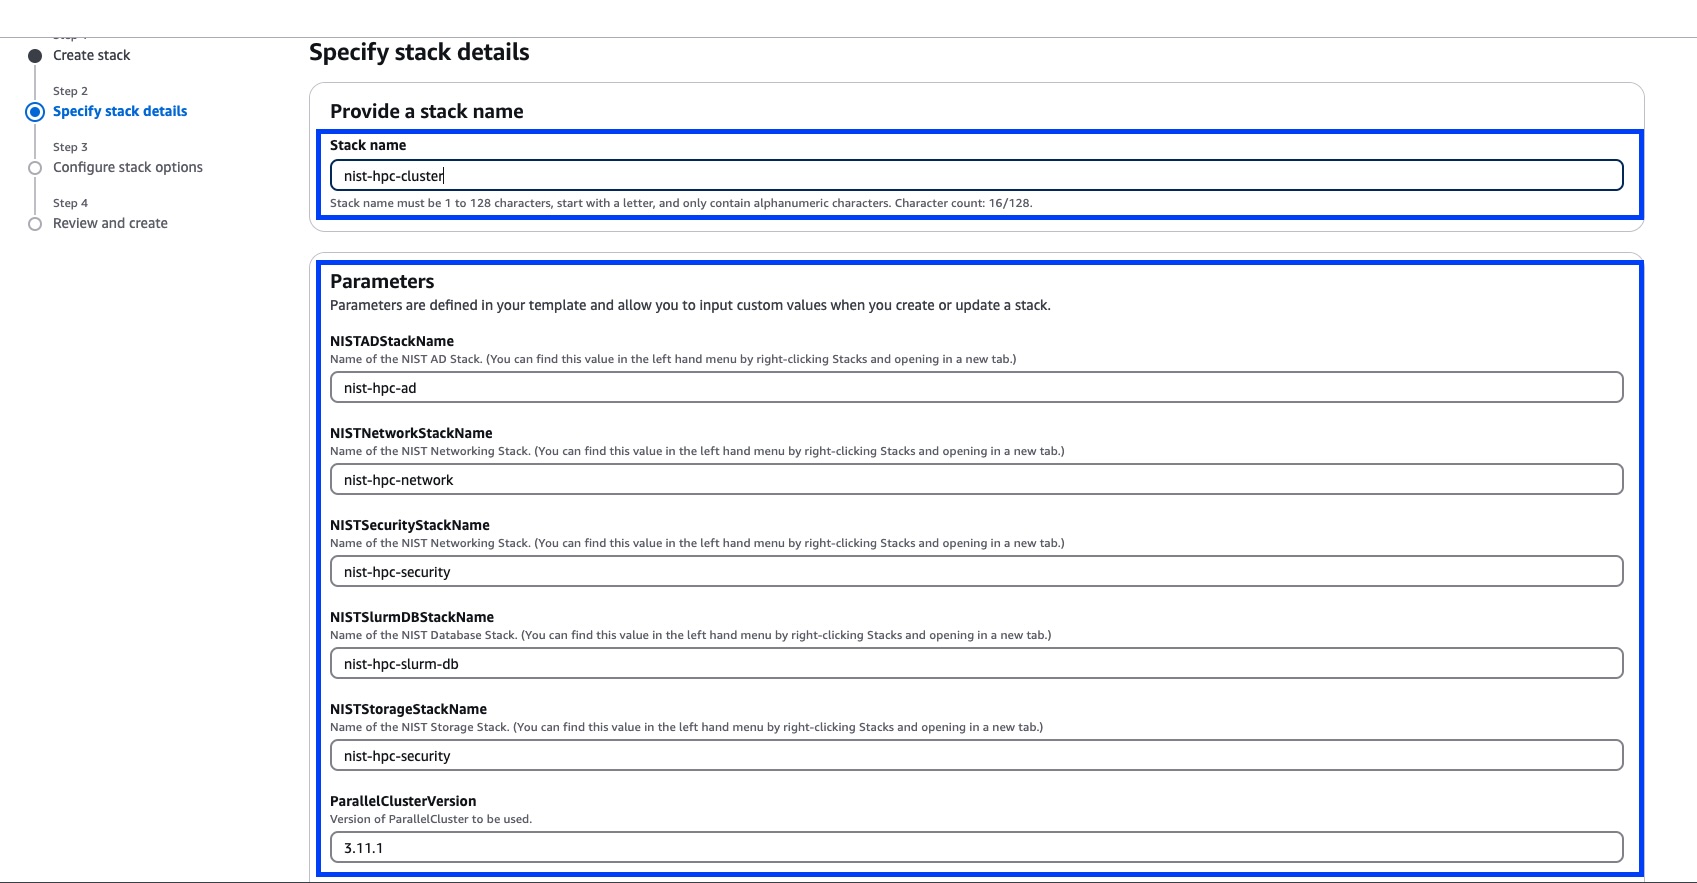 Create stack
Step 2
Specify stack details
Step 3
Configure stack options
Step 4
Review and create
Specify stack details
Provide a stack name
Stack name
nist-hpc-cluster
Stack name must be 1 to 128 characters, start with a letter, and only contain alphanumeric characters. Character count: 16/128.
Parameters
Parameters are defined in your template and allow you to input custom values when you create or update a stack.
NISTADStackName
Name of the NIST AD Stack. (You can find this value in the left hand menu by right-clicking Stacks and opening in a new tab.)
nist-hpc-ad
NISTNetworkStackName
Name of the NIST Networking Stack. (You can find this value in the left hand menu by right-clicking Stacks and opening in a new tab.)
nist-hpc-network
NISTSecurityStackName
Name of the NIST Networking Stack. (You can find this value in the left hand menu by right-clicking Stacks and opening in a new tab.)
nist-hpc-security
NISTSlurmDBStackName
Name of the NIST Database Stack. (You can find this value in the left hand menu by right-clicking Stacks and opening in a new tab.)
nist-hpc-slurm-db
NISTStorageStackName
Name of the NIST Storage Stack. (You can find this value in the left hand menu by right-clicking Stacks and opening in a new tab.)
nist-hpc-security
ParallelClusterVersion
Version of ParallelCluster to be used.
3.11.1